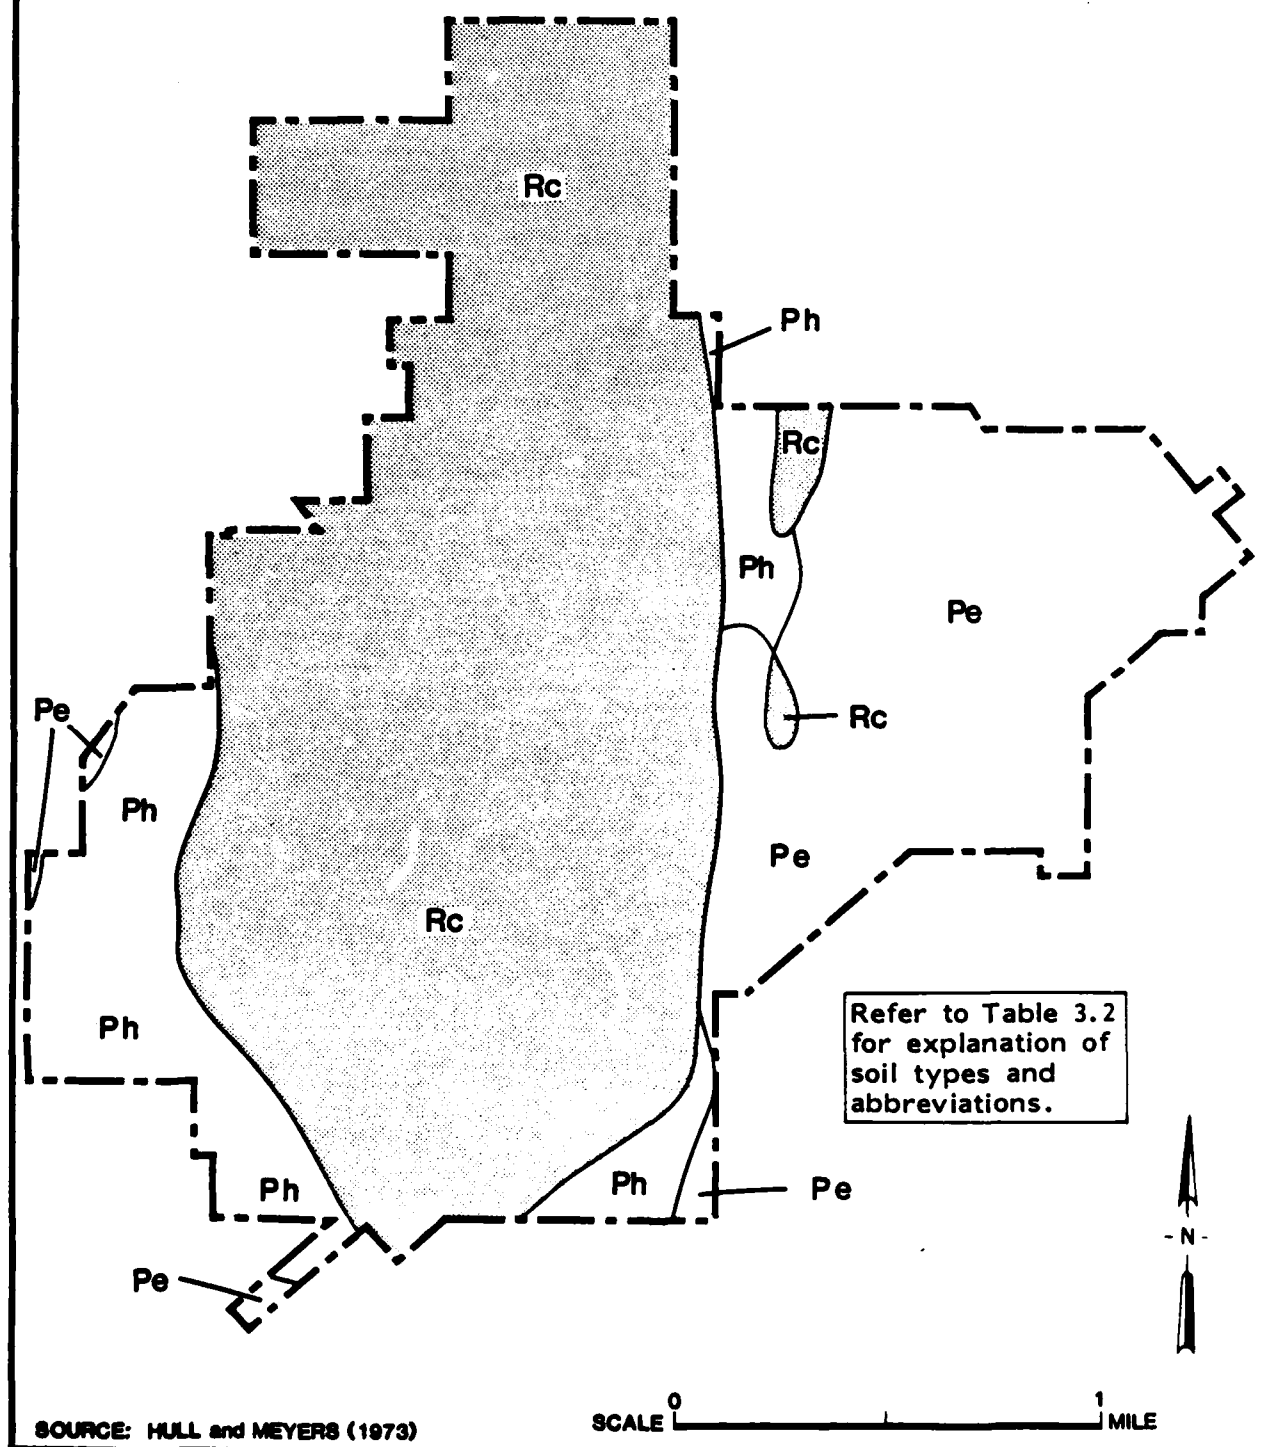 Rc
Ph
Rc
Ph
Pe
Pe
Rc
Ph
Pe
Rc
Refer to Table 3.2
for explanation of
soil types and
abbreviations.
Ph
Ph
Ph
Pe
- N -
Pe
0
1
SCALE
MILE
SOURCE: HULL and MEYERS (1973)